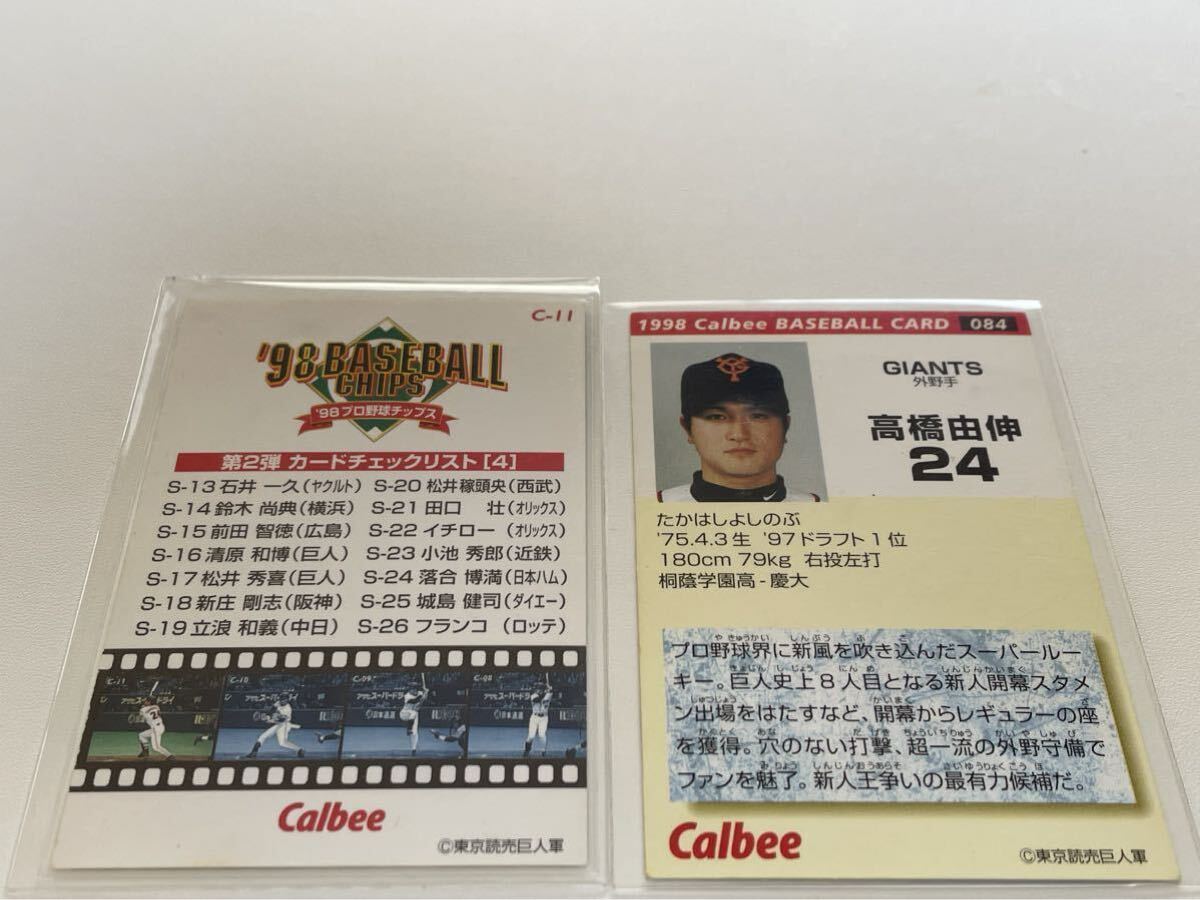 C-11
'98 BASEBALL
CHIPS
'98 プロ野球チップス
第2弾 カードチェックリスト[4]
S-13 石井 一久(ヤクルト) S-20 松井稼頭央(西武)
S-14 鈴木 尚典(横浜) S-21 田口 壮(オリックス)
S-15 前田 智徳(広島) S-22 イチロー (オリックス)
S-16 清原 和博(巨人) S-23 小池 秀郎(近鉄)
S-17 松井 秀喜(巨人) S-24 落合 博満(日本ハム)
S-18 新庄 剛志(阪神) S-25 城島 健司(ダイエー)
S-19 立浪 和義(中日) S-26 フランコ (ロッテ)
C-11 C-10 C-09 C-08
Calbee
©東京読売巨人軍
1998 Calbee BASEBALL CARD 084
GIANTS
外野手
高橋由伸
24
たかはしよしのぶ
'75.4.3生 '97ドラフト1位
180cm 79kg 右投左打
桐蔭学園高-慶大
プロ野球界に新風を吹き込んだスーパールー
キー。巨人史上8人目となる新人開幕スタメ
ン出場をはたすなど、開幕からレギュラーの座
を獲得。穴のない打撃、超一流の外野守備で
ファンを魅了。新人王争いの最有力候補だ。
Calbee
©東京読売巨人軍